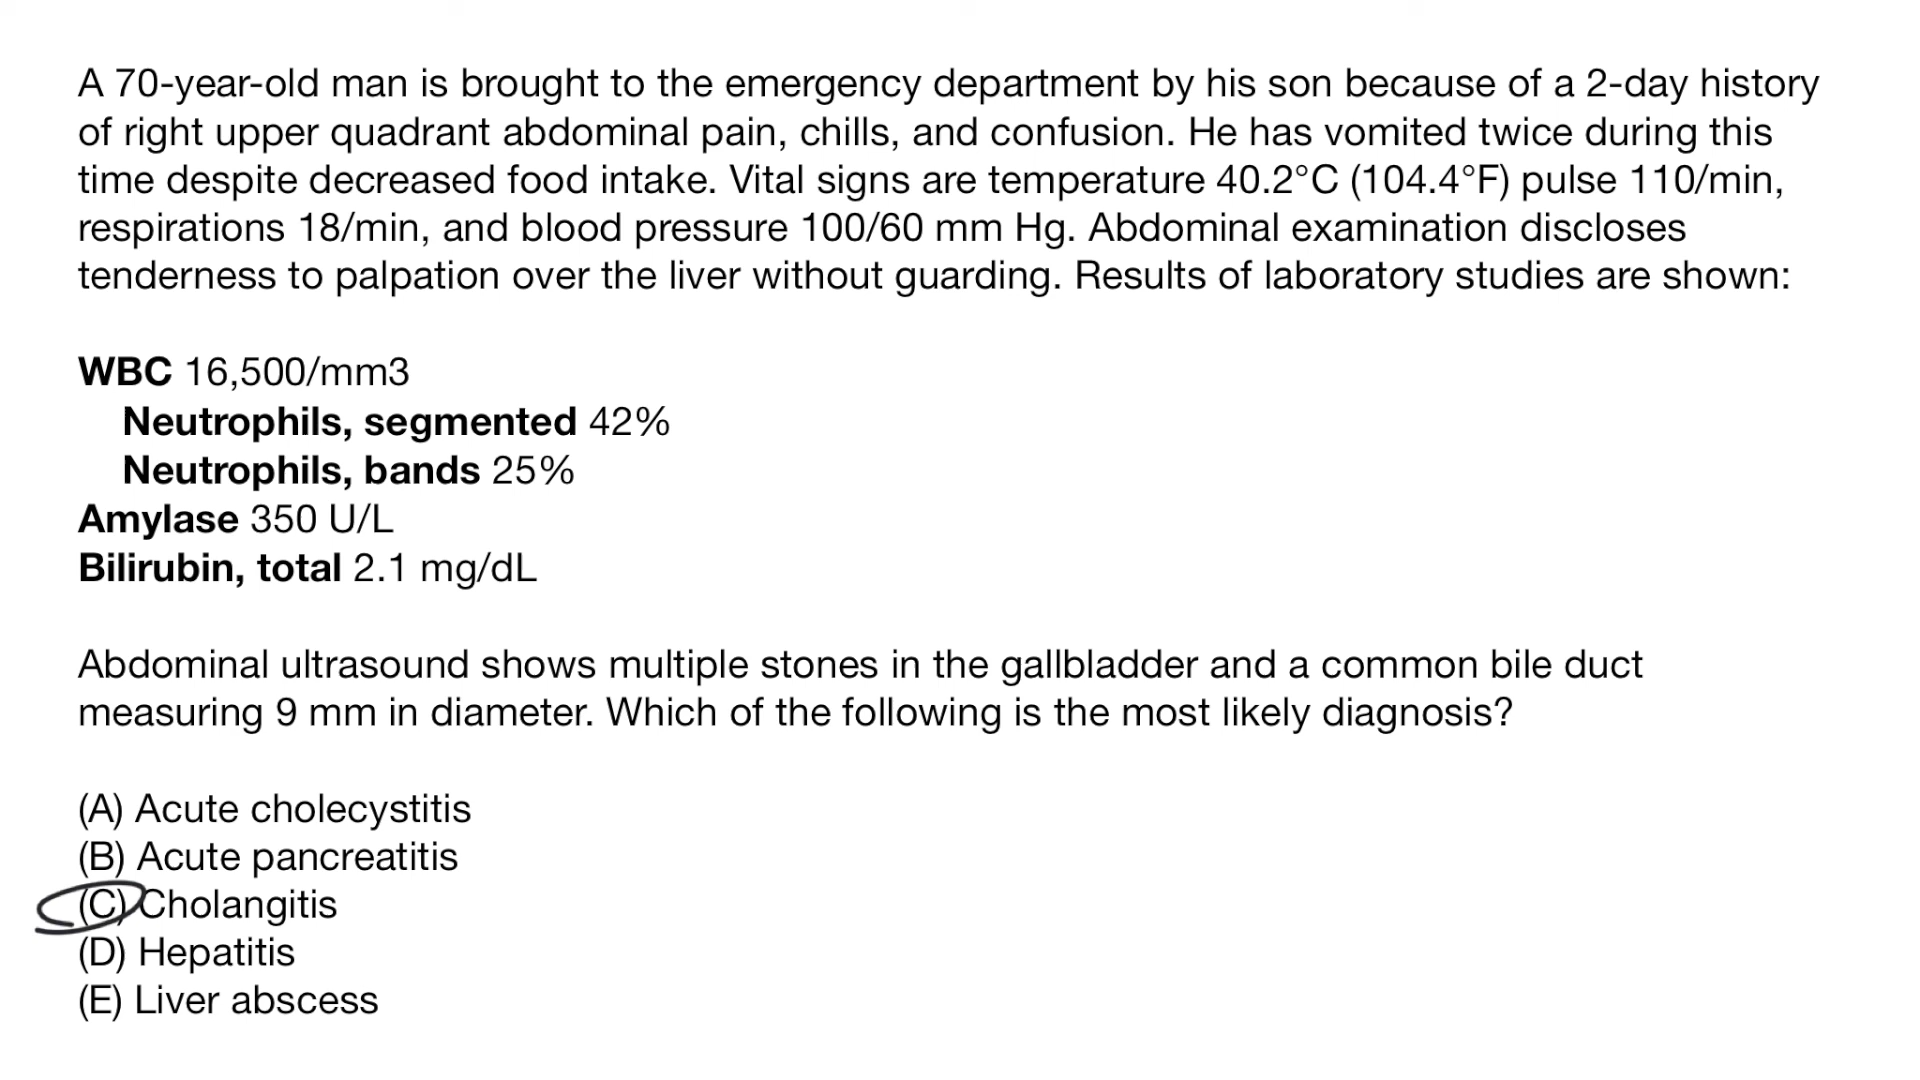 A 70-year-old man is brought to the emergency department by his son because of a 2-day history
of right upper quadrant abdominal pain, chills, and confusion. He has vomited twice during this
time despite decreased food intake. Vital signs are temperature 40.2°C (104.4°F) pulse 110/min,
respirations 18/min, and blood pressure 100/60 mm Hg. Abdominal examination discloses
tenderness to palpation over the liver without guarding. Results of laboratory studies are shown:
WBC 16,500/mm3
Neutrophils, segmented 42%
Neutrophils, bands 25%
Amylase 350 U/L
Bilirubin, total 2.1 mg/dL
Abdominal ultrasound shows multiple stones in the gallbladder and a common bile duct
measuring 9 mm in diameter. Which of the following is the most likely diagnosis?
(A) Acute cholecystitis
(B) Acute pancreatitis
(C) Cholangitis
(D) Hepatitis
(E) Liver abscess